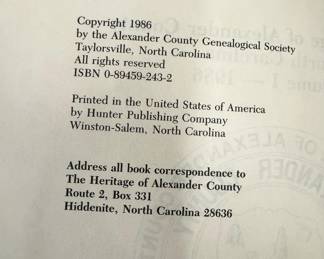 Copyright 1986
by the Alexander County Genealogical Society
Taylorsville, North Carolina
All rights reserved
ISBN 0-89459-243-2
Printed in the United States of America
by Hunter Publishing Company
Winston-Salem, North Carolina
Address all book correspondence to
The Heritage of Alexander County
Route 2, Box 331
Hiddenite, North Carolina 28636